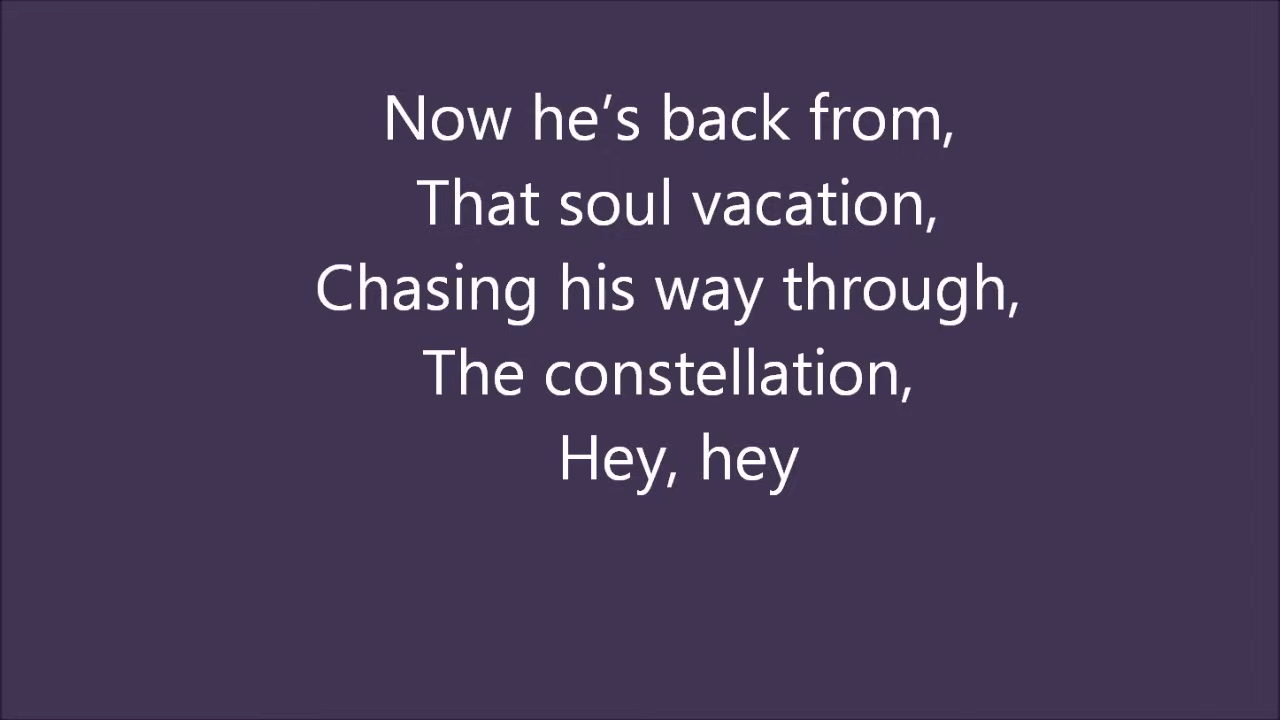 Now he’s back from,
That soul vacation,
Chasing his way through,
The constellation,
Hey, hey